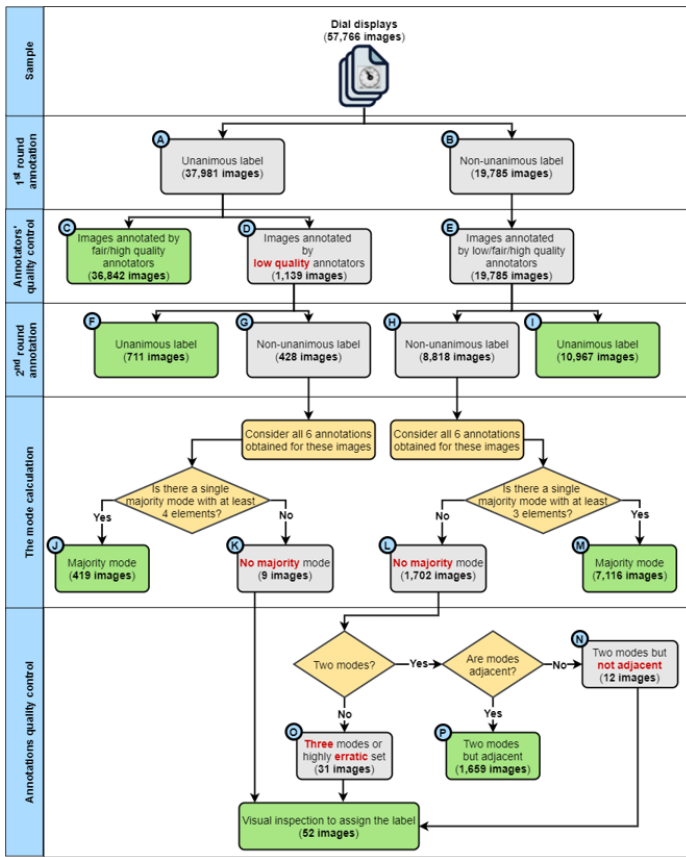 Dial displays
(57,766 images)
Sample
1st round
annotation
A
Unanimous label
(37,981 images)
B
Non-unanimous label
(19,785 images)
Annotators'
quality control
C
Images annotated by
fair/high quality
annotators
(36,842 images)
D
Images annotated
by
low quality annotators
(1,139 images)
E
Images annotated
by low/fair/high quality
annotators
(19,785 images)
2nd round
annotation
F
Unanimous label
(711 images)
G
Non-unanimous label
(428 images)
H
Non-unanimous label
(8,818 images)
I
Unanimous label
(10,967 images)
The mode calculation
Consider all 6 annotations
obtained for these images
Consider all 6 annotations
obtained for these images
Is there a single
majority mode with at least
4 elements?
Is there a single
majority mode with at least
3 elements?
Yes
No
No
Yes
J
Majority mode
(419 images)
K
No majority mode
(9 images)
L
No majority mode
(1,702 images)
M
Majority mode
(7,116 images)
Annotations quality control
Two modes?
Yes
Are modes
adjacent?
No
N
Two modes but
not adjacent
(12 images)
No
Yes
O
Three modes or
highly erratic set
(31 images)
P
Two modes
but adjacent
(1,659 images)
Visual inspection to assign the label
(52 images)